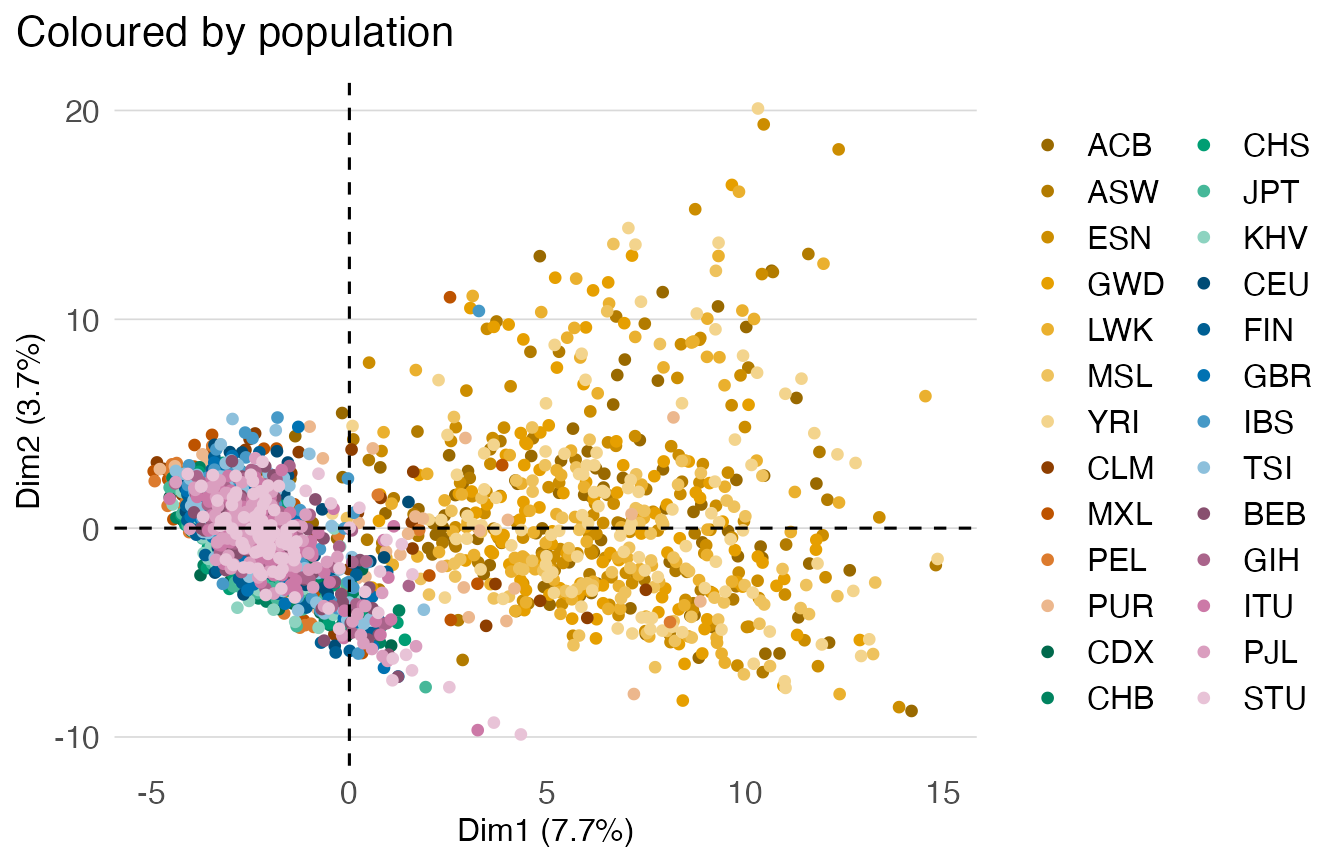 Coloured by population
20
10
0
-10
Dim2 (3.7%)
-5
0
5
10
15
Dim1 (7.7%)
ACB
ASW
ESN
GWD
LWK
MSL
YRI
CLM
MXL
PEL
PUR
CDX
CHB
CHS
JPT
KHV
CEU
FIN
GBR
IBS
TSI
BEB
GIH
ITU
PJL
STU